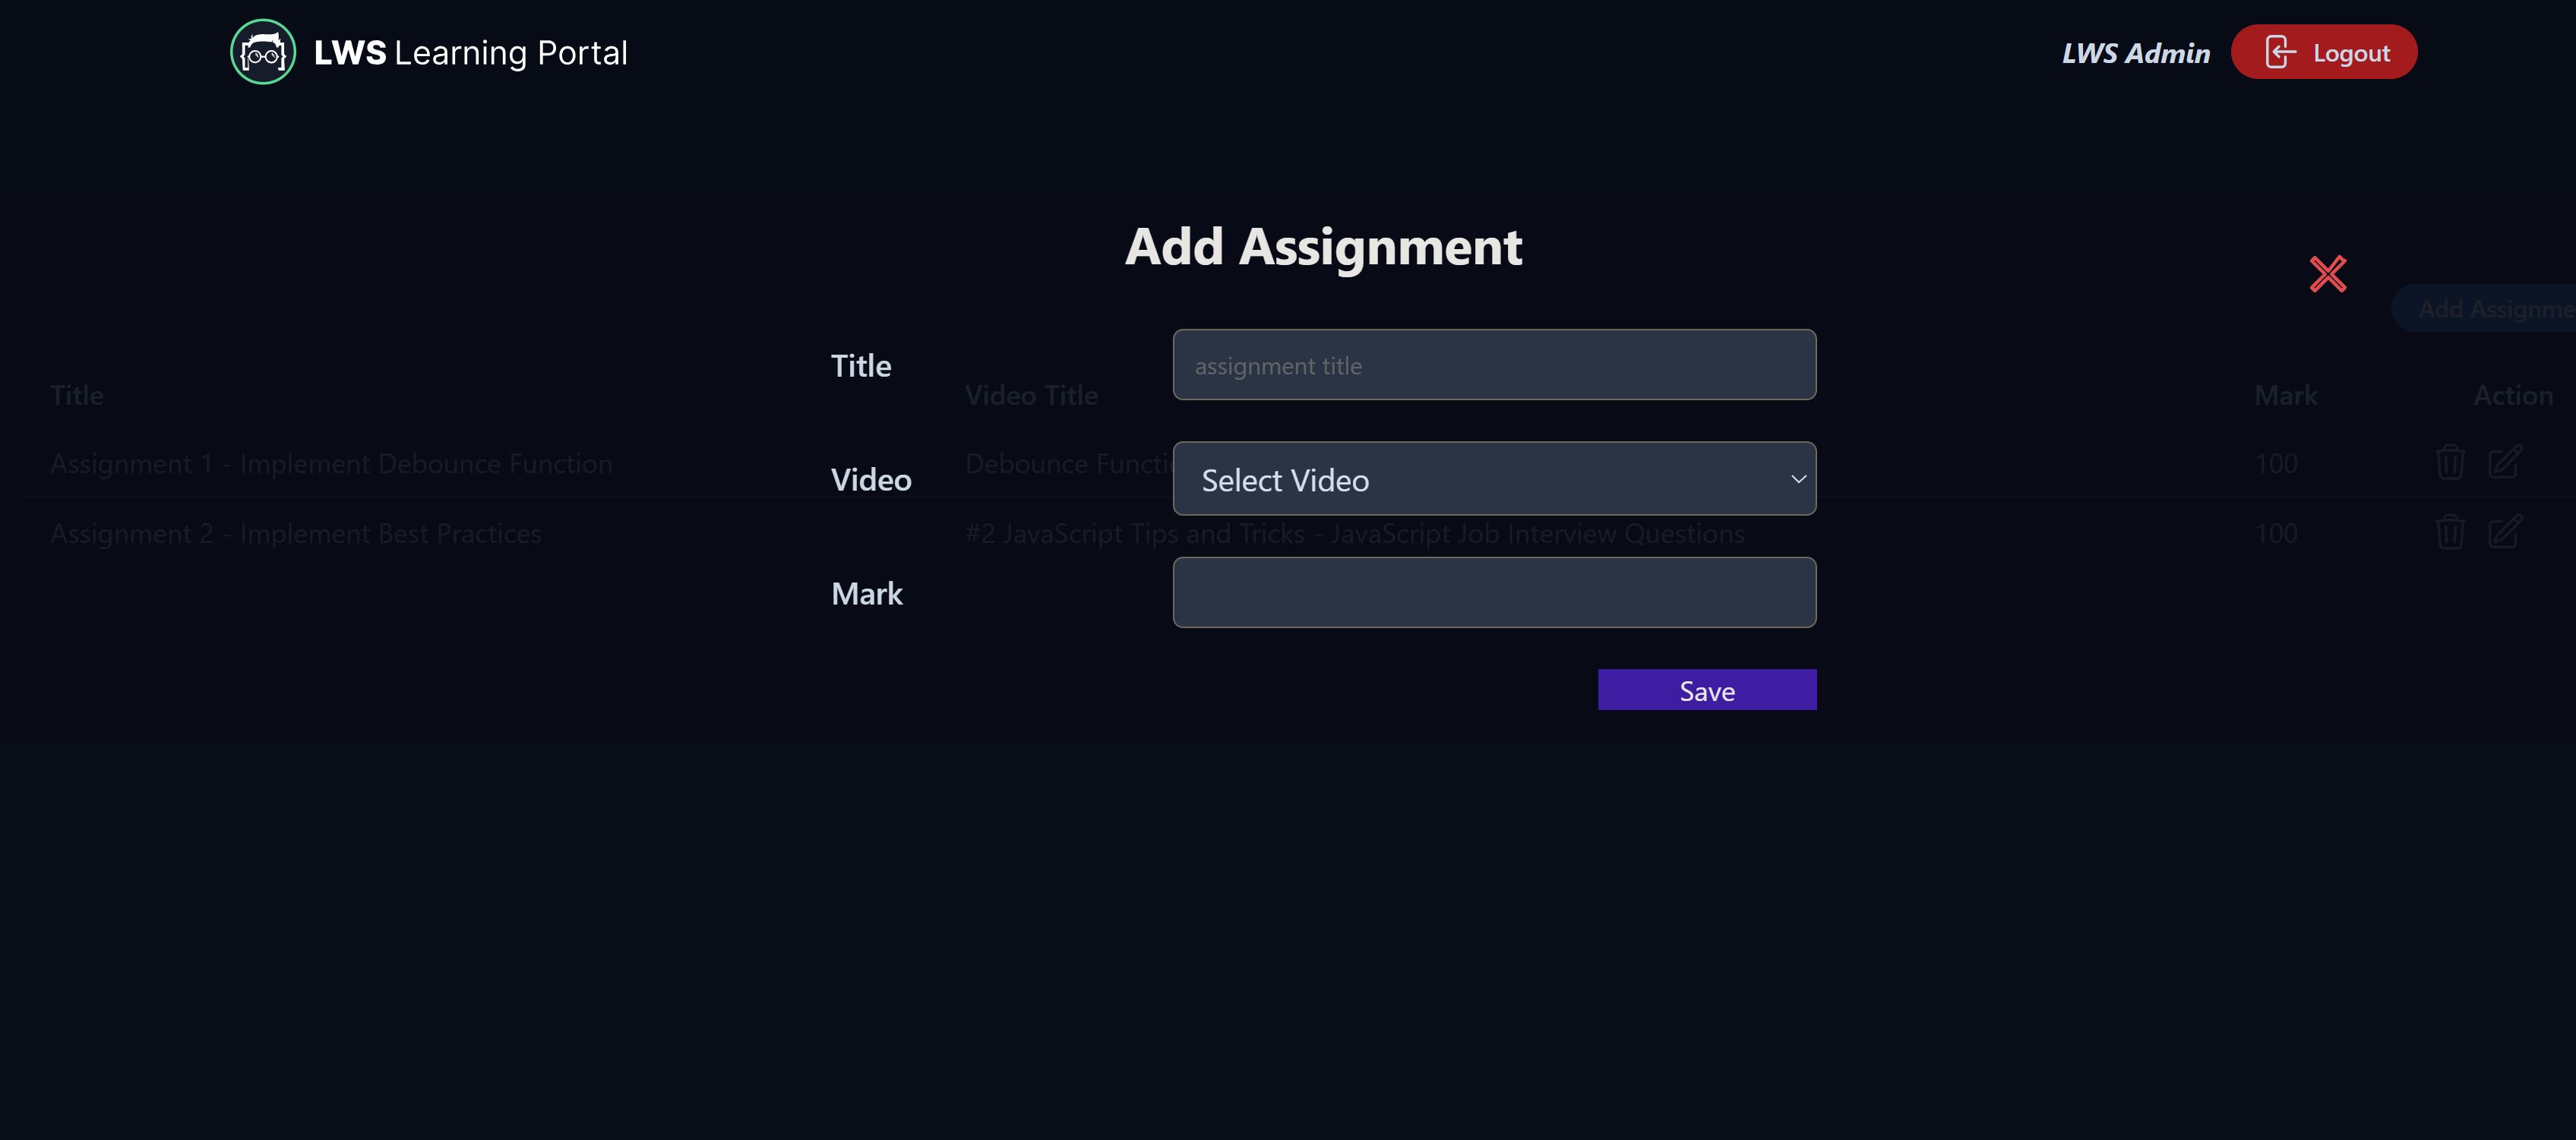 LWS Learning Portal
LWS Admin
Logout
Add Assignment
Add Assignme
Title
assignment title
Title
Video Title
Mark
Action
Assignment 1 - Implement Debounce Function
Debounce Functi
100
Video
Select Video
Assignment 2 - Implement Best Practices
#2 JavaScript Tips and Tricks - JavaScript Job Interview Questions
100
Mark
Save